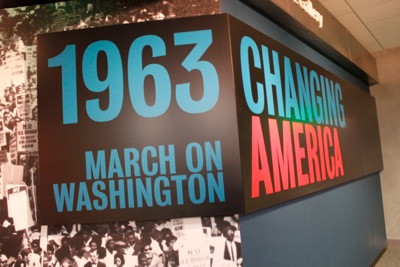 1963
MARCH ON
WASHINGTON
CHANGING
AMERICA